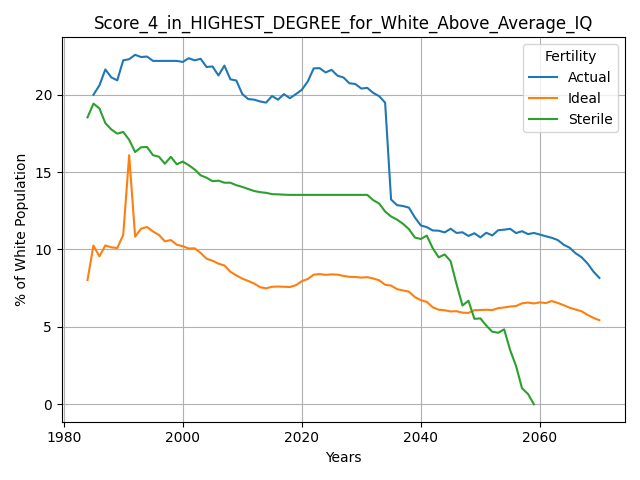 Score_4_in_HIGHEST_DEGREE_for_White_Above_Average_IQ
Fertility
Actual
Ideal
Sterile
% of White Population
20
15
10
5
0
1980 2000 2020 2040 2060
Years